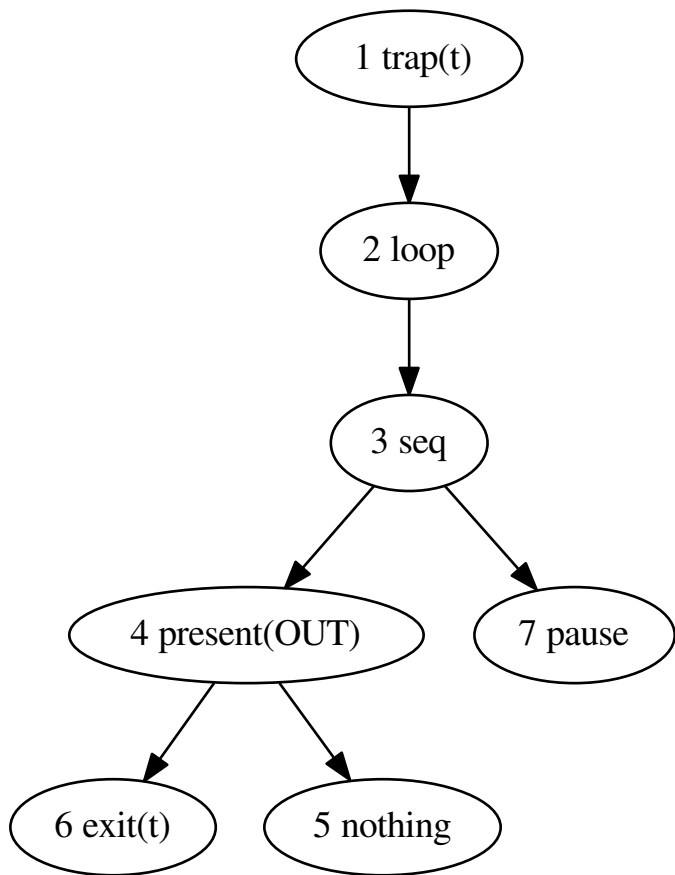 1 trap(t)
2 loop
3 seq
4 present(OUT)
7 pause
6 exit(t)
5 nothing